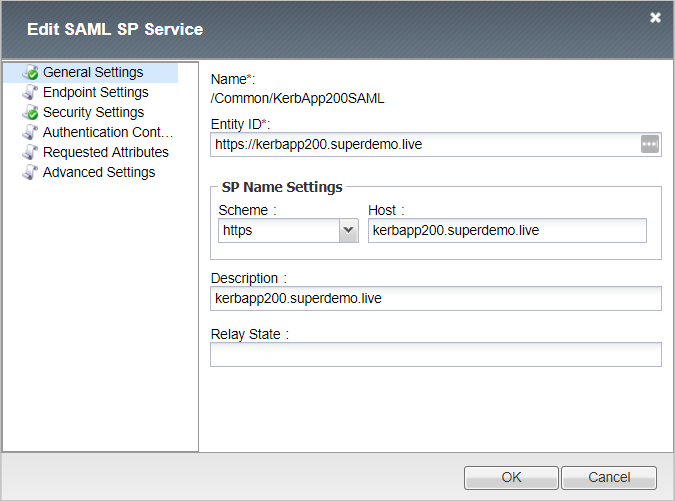 Edit SAML SP Service
General Settings
Endpoint Settings
Security Settings
Authentication Cont...
Requested Attributes
Advanced Settings
Name*:
/Common/KerbApp200SAML
Entity ID*:
https://kerbapp200.superdemo.live
SP Name Settings
Scheme :
Host :
https
kerbapp200.superdemo.live
Description :
kerbapp200.superdemo.live
Relay State :
OK
Cancel